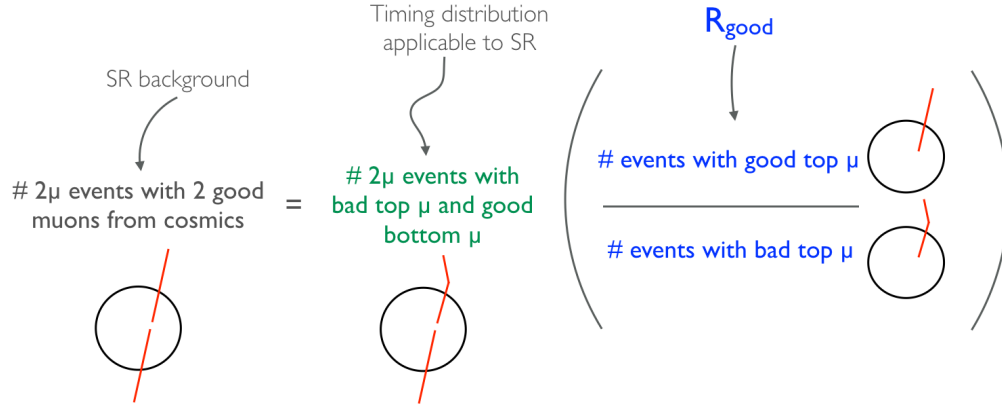 SR background
# 2µ events with 2 good
muons from cosmics
=
Timing distribution
applicable to SR
# 2µ events with
bad top µ and good
bottom µ
R_good
# events with good top µ
# events with bad top µ